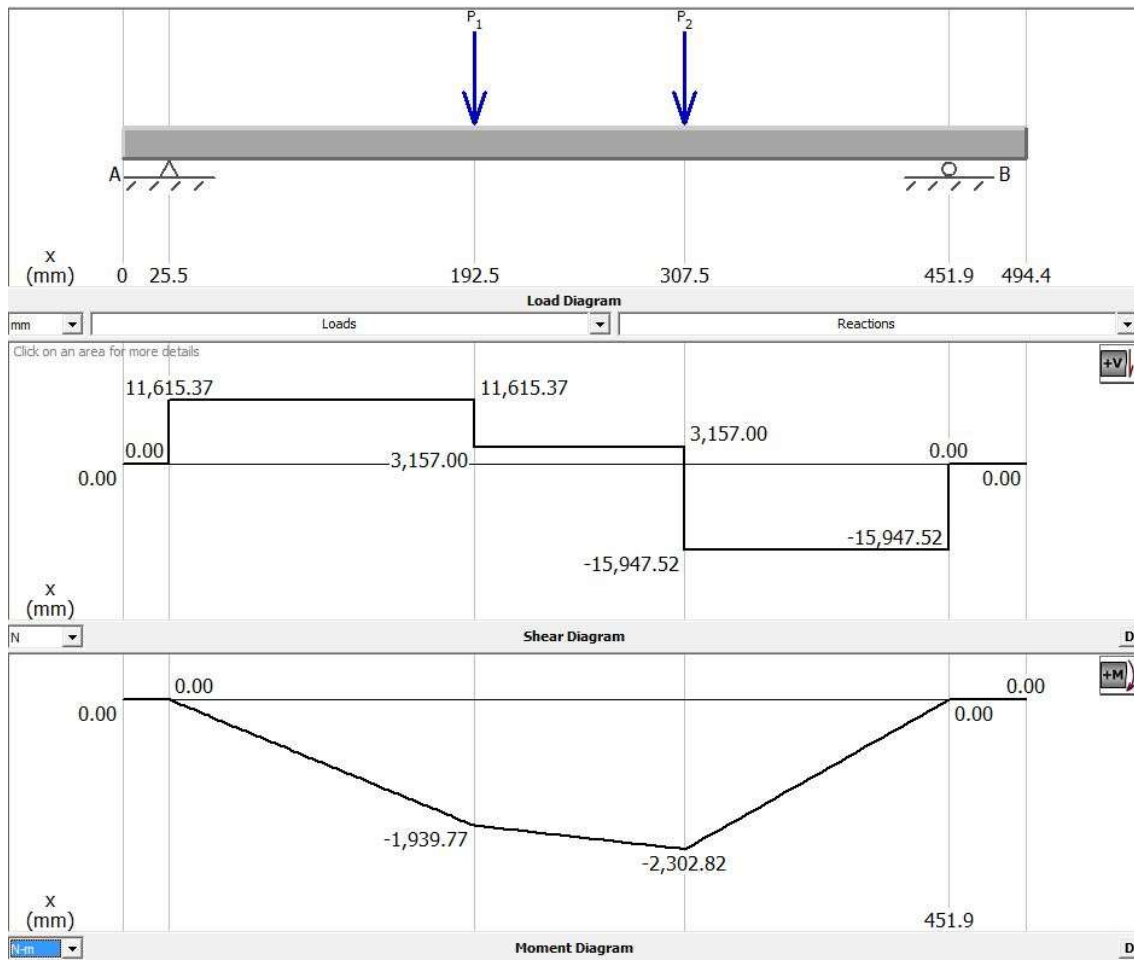 P1 P2
A B
x
(mm) 0 25.5 192.5 307.5 451.9 494.4
Load Diagram
mm Loads Reactions
Click on an area for more details
+V
11,615.37 11,615.37
3,157.00
0.00 0.00
3,157.00
0.00 0.00
-15,947.52
-15,947.52
x
(mm)
N Shear Diagram D
+M
0.00 0.00
0.00 0.00
-1,939.77
-2,302.82
x
(mm) 451.9
N-m Moment Diagram D